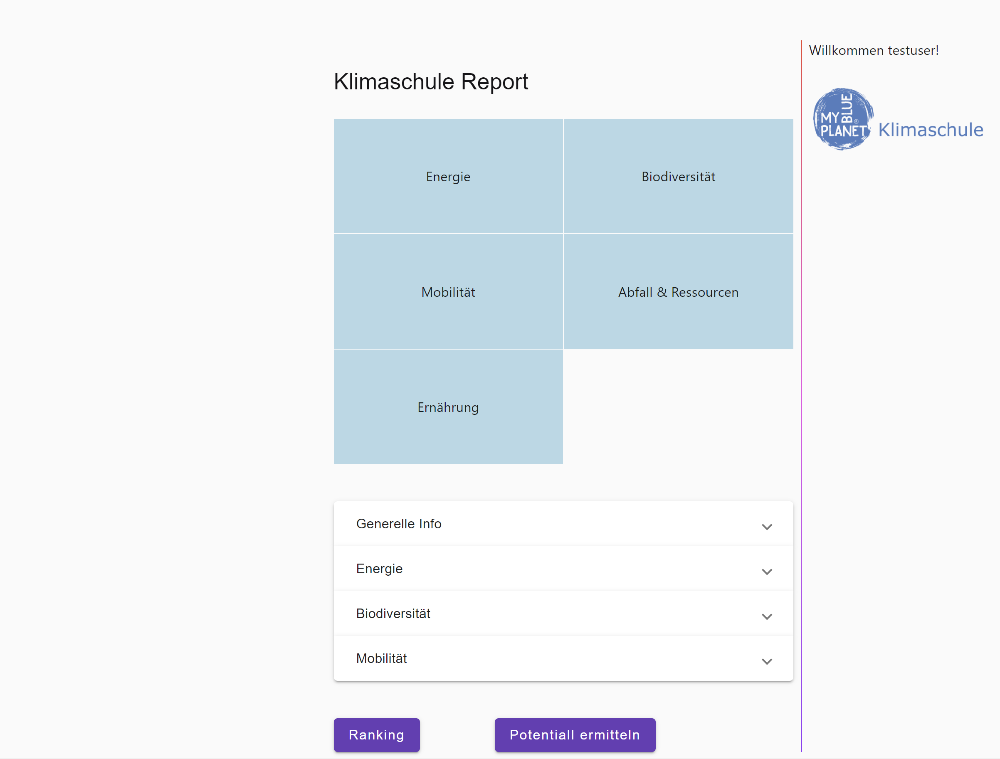 Willkommen testuser!
Klimaschule Report
MY BLUE
PLANET®
Klimaschule
Energie
Biodiversität
Mobilität
Abfall & Ressourcen
Ernährung
Generelle Info
Energie
Biodiversität
Mobilität
Ranking
Potentiall ermitteln